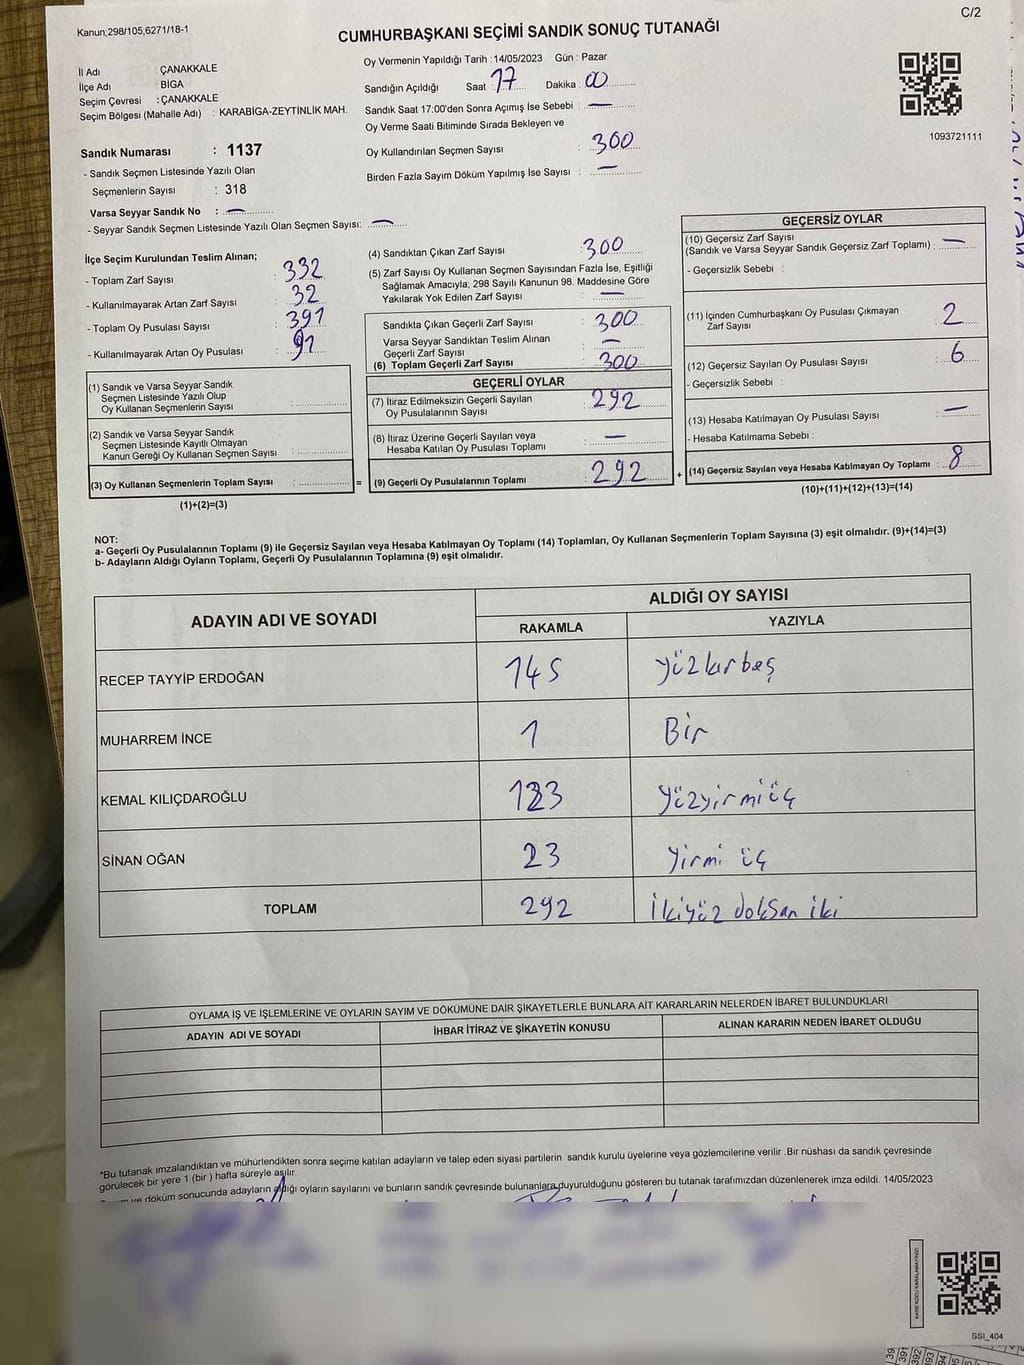 C/2
Kanun;298/105,6271/18-1
CUMHURBAŞKANI SEÇİMİ SANDIK SONUÇ TUTANAĞI
İl Adı : ÇANAKKALE
İlçe Adı : BİGA
Seçim Çevresi : ÇANAKKALE
Seçim Bölgesi (Mahalle Adı) : KARABİGA-ZEYTİNLİK MAH.
Oy Vermenin Yapıldığı Tarih :14/05/2023 Gün : Pazar
Sandığın Açıldığı Saat 17 Dakika 00
Sandık Saat 17:00'den Sonra Açımış İse Sebebi : —
Oy Verme Saati Bitiminde Sırada Bekleyen ve
Oy Kullandırılan Seçmen Sayısı : 300
Birden Fazla Sayım Döküm Yapılmış İse Sayısı : —
1093721111
Sandık Numarası : 1137
- Sandık Seçmen Listesinde Yazılı Olan
Seçmenlerin Sayısı : 318
Varsa Seyyar Sandık No : —
- Seyyar Sandık Seçmen Listesinde Yazılı Olan Seçmen Sayısı: —
İlçe Seçim Kurulundan Teslim Alınan;
- Toplam Zarf Sayısı : 332
- Kullanılmayarak Artan Zarf Sayısı : 32
- Toplam Oy Pusulası Sayısı : 391
- Kullanılmayarak Artan Oy Pusulası : 91
(4) Sandıktan Çıkan Zarf Sayısı : 300
(5) Zarf Sayısı Oy Kullanan Seçmen Sayısından Fazla İse, Eşitliği
Sağlamak Amacıyla, 298 Sayılı Kanunun 98. Maddesine Göre
Yakılarak Yok Edilen Zarf Sayısı : —
Sandıkta Çıkan Geçerli Zarf Sayısı : 300
Varsa Seyyar Sandıktan Teslim Alınan
Geçerli Zarf Sayısı : —
(6) Toplam Geçerli Zarf Sayısı : 300
GEÇERSİZ OYLAR
(10) Geçersiz Zarf Sayısı
(Sandık ve Varsa Seyyar Sandık Geçersiz Zarf Toplamı) : —
- Geçersizlik Sebebi :
(11) İçinden Cumhurbaşkanı Oy Pusulası Çıkmayan
Zarf Sayısı : 2
(12) Geçersiz Sayılan Oy Pusulası Sayısı : 6
- Geçersizlik Sebebi :
(13) Hesaba Katılmayan Oy Pusulası Sayısı : —
- Hesaba Katılmama Sebebi :
(14) Geçersiz Sayılan veya Hesaba Katılmayan Oy Toplamı : 8
(10)+(11)+(12)+(13)=(14)
(1) Sandık ve Varsa Seyyar Sandık
Seçmen Listesinde Yazılı Olup
Oy Kullanan Seçmenlerin Sayısı :
(2) Sandık ve Varsa Seyyar Sandık
Seçmen Listesinde Kayıtlı Olmayan
Kanun Gereği Oy Kullanan Seçmen Sayısı :
(3) Oy Kullanan Seçmenlerin Toplam Sayısı : =
(1)+(2)=(3)
GEÇERLİ OYLAR
(7) İtiraz Edilmeksizin Geçerli Sayılan
Oy Pusulalarının Sayısı : 292
(8) İtiraz Üzerine Geçerli Sayılan veya
Hesaba Katılan Oy Pusulası Toplamı : —
(9) Geçerli Oy Pusulalarının Toplamı : 292 +
NOT:
a- Geçerli Oy Pusulalarının Toplamı (9) ile Geçersiz Sayılan veya Hesaba Katılmayan Oy Toplamı (14) Toplamları, Oy Kullanan Seçmenlerin Toplam Sayısına (3) eşit olmalıdır. (9)+(14)=(3)
b- Adayların Aldığı Oyların Toplamı, Geçerli Oy Pusulalarının Toplamına (9) eşit olmalıdır.
ADAYIN ADI VE SOYADI ALDIĞI OY SAYISI
RAKAMLA YAZIYLA
RECEP TAYYİP ERDOĞAN 145 Yüzkırbeş
MUHARREM İNCE 1 Bir
KEMAL KILIÇDAROĞLU 123 Yüzyirmiüç
SİNAN OĞAN 23 Yirmi üç
TOPLAM 292 İkiyüz doksan iki
OYLAMA İŞ VE İŞLEMLERİNE VE OYLARIN SAYIM VE DÖKÜMÜNE DAİR ŞİKAYETLERLE BUNLARA AİT KARARLARIN NELERDEN İBARET BULUNDUKLARI
ADAYIN ADI VE SOYADI İHBAR İTİRAZ VE ŞİKAYETİN KONUSU ALINAN KARARIN NEDEN İBARET OLDUĞU
*Bu tutanak imzalandıktan ve mühürlendikten sonra seçime katılan adayların ve talep eden siyasi partilerin sandık kurulu üyelerine veya gözlemcilerine verilir .Bir nüshası da sandık çevresinde
görülecek bir yere 1 (bir ) hafta süreyle asılır.
ve döküm sonucunda adayların aldığı oyların sayılarını ve bunların sandık çevresinde bulunanlara duyurulduğunu gösteren bu tutanak tarafımızdan düzenlenerek imza edildi. 14/05/2023
KARE KODU KARALAMAYINIZ!
SSI_404